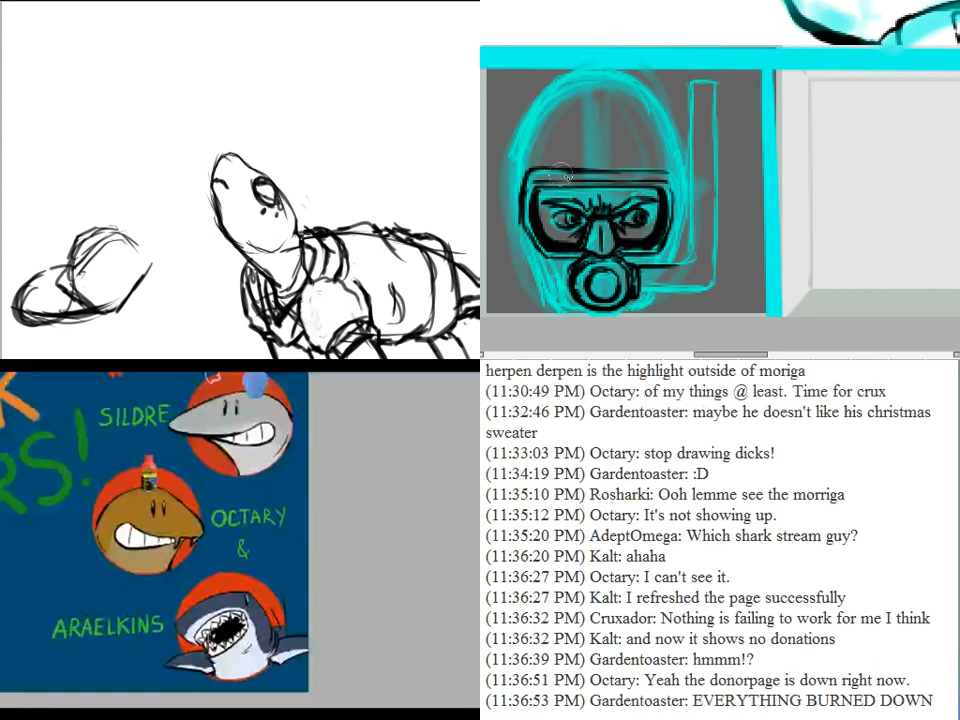 SILDRE
RS!
OCTARY
&
ARAELKINS
herpen derpen is the highlight outside of moriga
(11:30:49 PM) Octary: of my things @ least. Time for crux
(11:32:46 PM) Gardentoaster: maybe he doesn't like his christmas
sweater
(11:33:03 PM) Octary: stop drawing dicks!
(11:34:19 PM) Gardentoaster: :D
(11:35:10 PM) Rosharki: Ooh lemme see the morriga
(11:35:12 PM) Octary: It's not showing up.
(11:35:20 PM) AdeptOmega: Which shark stream guy?
(11:36:20 PM) Kalt: ahaha
(11:36:27 PM) Octary: I can't see it.
(11:36:27 PM) Kalt: I refreshed the page successfully
(11:36:32 PM) Cruxador: Nothing is failing to work for me I think
(11:36:32 PM) Kalt: and now it shows no donations
(11:36:39 PM) Gardentoaster: hmmm!?
(11:36:51 PM) Octary: Yeah the donorpage is down right now.
(11:36:53 PM) Gardentoaster: EVERYTHING BURNED DOWN